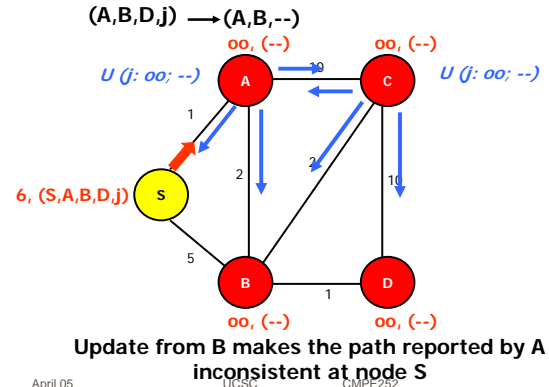 (A,B,D,j) → (A,B,--)
oo, (--) oo, (--)
U (j: oo; --) A 10 C U (j: oo; --)
1
2 2
6, (S,A,B,D,j) S 10
5
B 1 D
oo, (--) oo, (--)
Update from B makes the path reported by A
inconsistent at node S
April 05 UCSC CMPE252